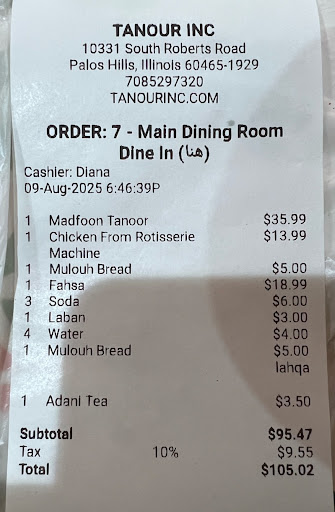 TANOUR INC
10331 South Roberts Road
Palos Hills, Illinois 60465-1929
7085297320
TANOURINC.COM
ORDER: 7 - Main Dining Room
Dine In (هنا)
Cashier: Diana
09-Aug-2025 6:46:39P
1 Madfoon Tanoor $35.99
1 Chicken From Rotisserie $13.99
Machine
1 Mulouh Bread $5.00
1 Fahsa $18.99
3 Soda $6.00
1 Laban $3.00
4 Water $4.00
1 Mulouh Bread $5.00
lahqa
1 Adani Tea $3.50
Subtotal $95.47
Tax 10% $9.55
Total $105.02